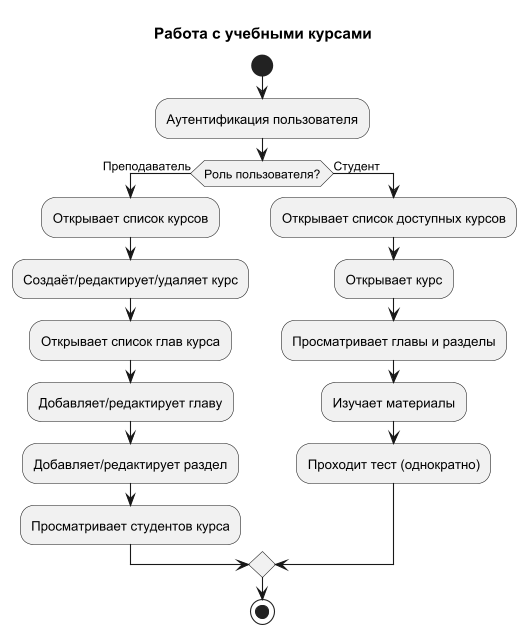 Работа с учебными курсами
Аутентификация пользователя
Преподаватель
Роль пользователя?
Студент
Открывает список курсов
Создаёт/редактирует/удаляет курс
Открывает список глав курса
Добавляет/редактирует главу
Добавляет/редактирует раздел
Просматривает студентов курса
Открывает список доступных курсов
Открывает курс
Просматривает главы и разделы
Изучает материалы
Проходит тест (однократно)